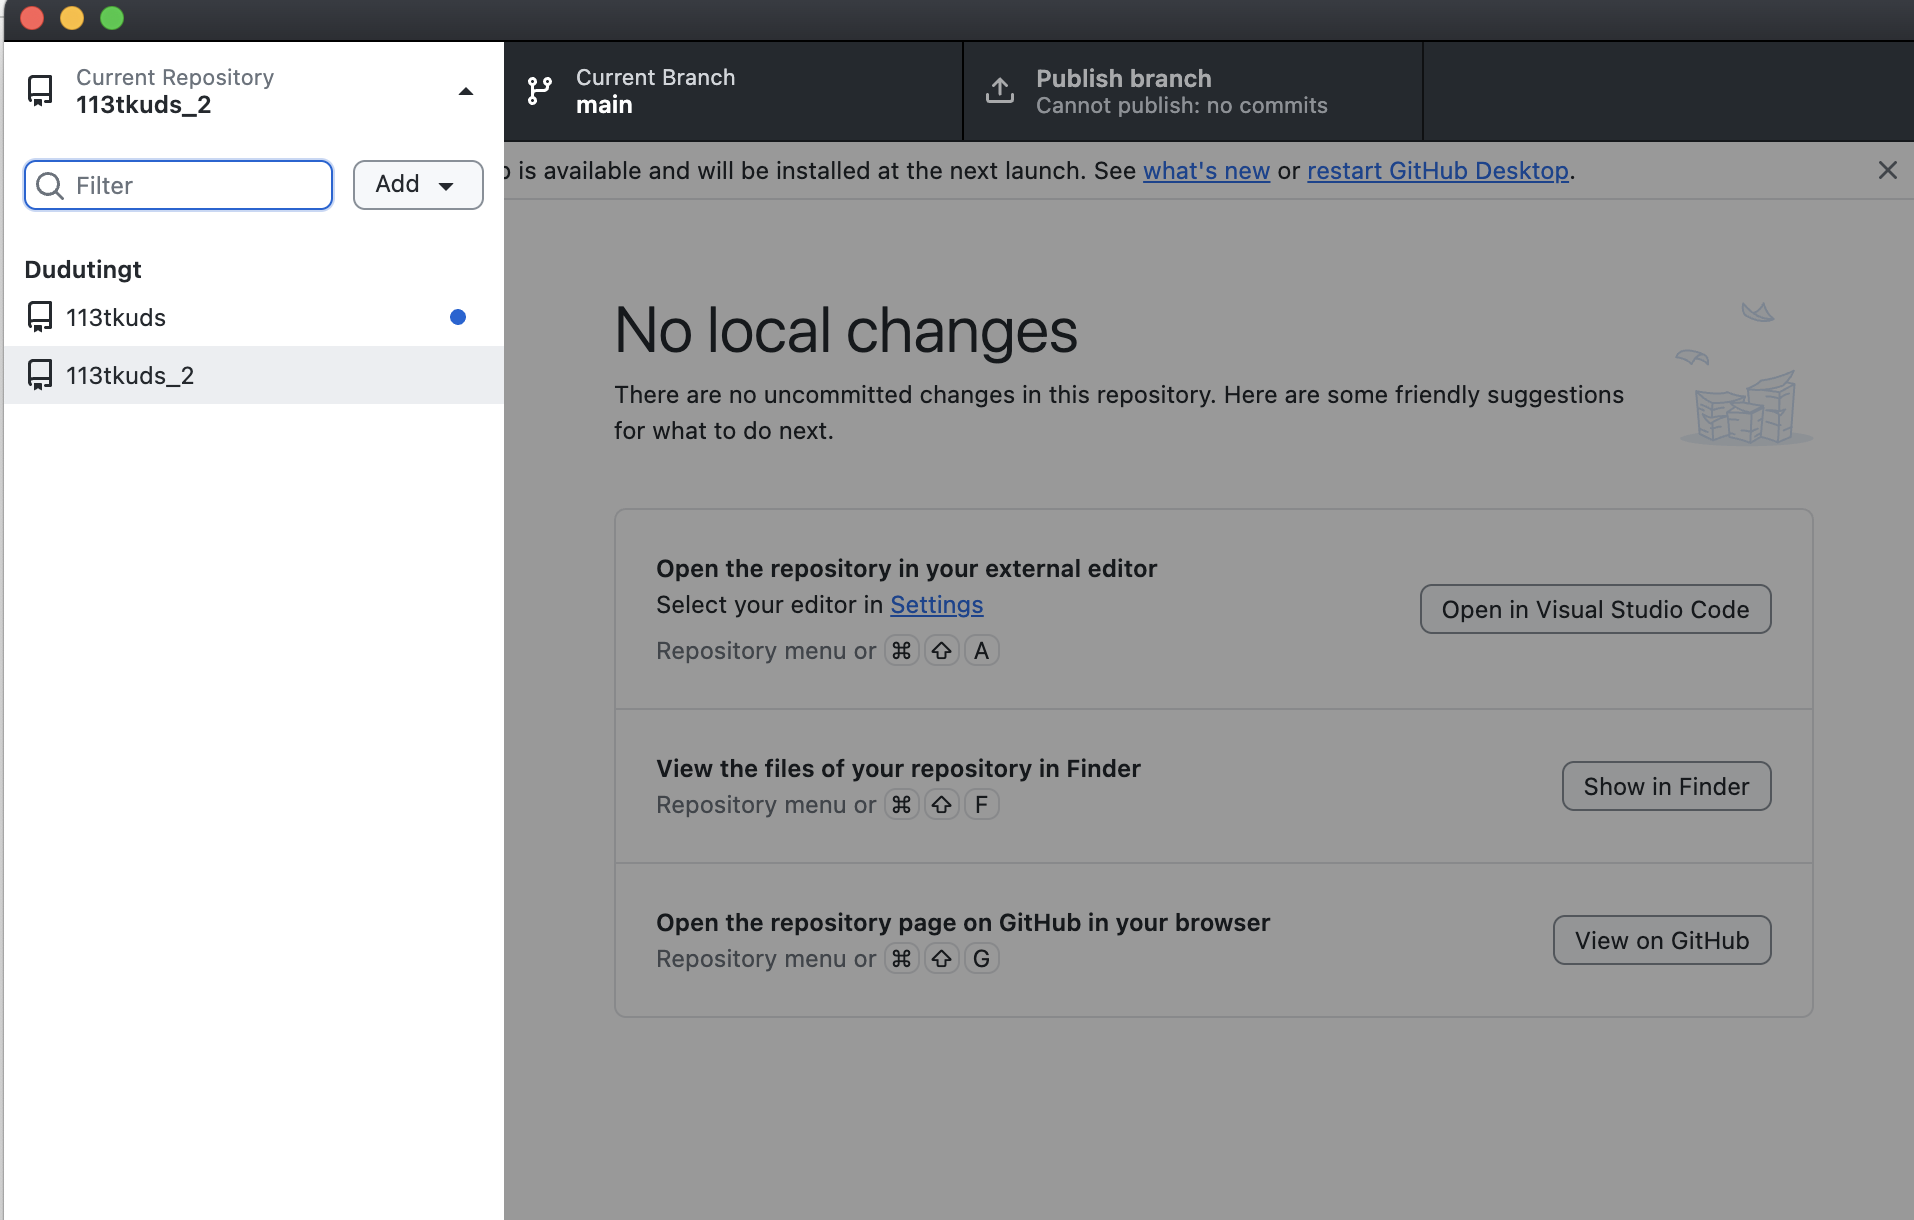 Current Repository
113tkuds_2
Current Branch
main
Publish branch
Cannot publish: no commits
Filter
Add
is available and will be installed at the next launch. See what's new or restart GitHub Desktop.
Dudutingt
113tkuds
113tkuds_2
No local changes
There are no uncommitted changes in this repository. Here are some friendly suggestions
for what to do next.
Open the repository in your external editor
Select your editor in Settings
Repository menu or ⌘ ⇧ A
Open in Visual Studio Code
View the files of your repository in Finder
Repository menu or ⌘ ⇧ F
Show in Finder
Open the repository page on GitHub in your browser
Repository menu or ⌘ ⇧ G
View on GitHub